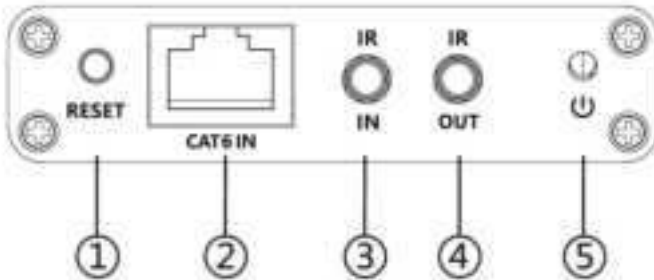 IR IR
RESET IN OUT
CAT6 IN
① ② ③ ④ ⑤